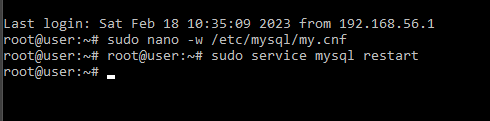 Last login: Sat Feb 18 10:35:09 2023 from 192.168.56.1
root@user:~# sudo nano -w /etc/mysql/my.cnf
root@user:~# root@user:~# sudo service mysql restart
root@user:~#